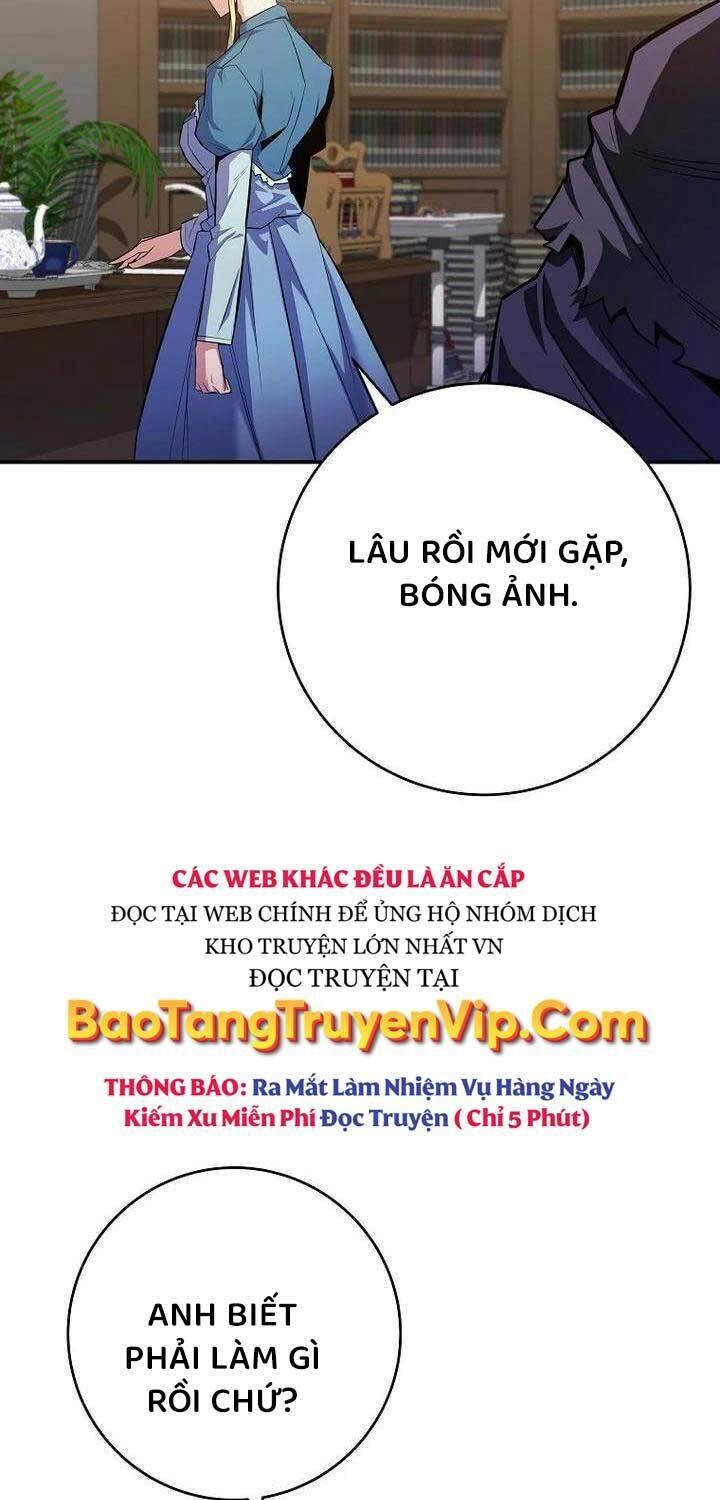 LÂU RỒI MỚI GẶP,
BÓNG ẢNH.
CÁC WEB KHÁC ĐỀU LÀ ĂN CẮP
ĐỌC TẠI WEB CHÍNH ĐỂ ỦNG HỘ NHÓM DỊCH
KHO TRUYỆN LỚN NHẤT VN
ĐỌC TRUYỆN TẠI
BaoTangTruyenVip.Com
THÔNG BÁO: Ra Mắt Làm Nhiệm Vụ Hàng Ngày
Kiếm Xu Miễn Phí Đọc Truyện ( Chỉ 5 Phút)
ANH BIẾT
PHẢI LÀM GÌ
RỒI CHỨ?